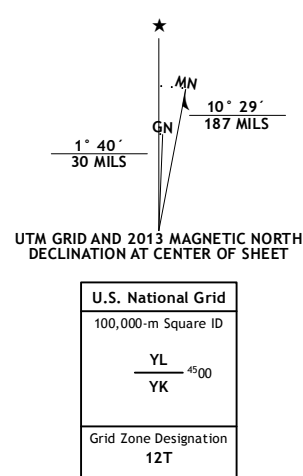 ★
MN
GN
10° 29´
187 MILS
1° 40´
30 MILS
UTM GRID AND 2013 MAGNETIC NORTH
DECLINATION AT CENTER OF SHEET
U.S. National Grid
100,000-m Square ID
YL
4500
YK
Grid Zone Designation
12T